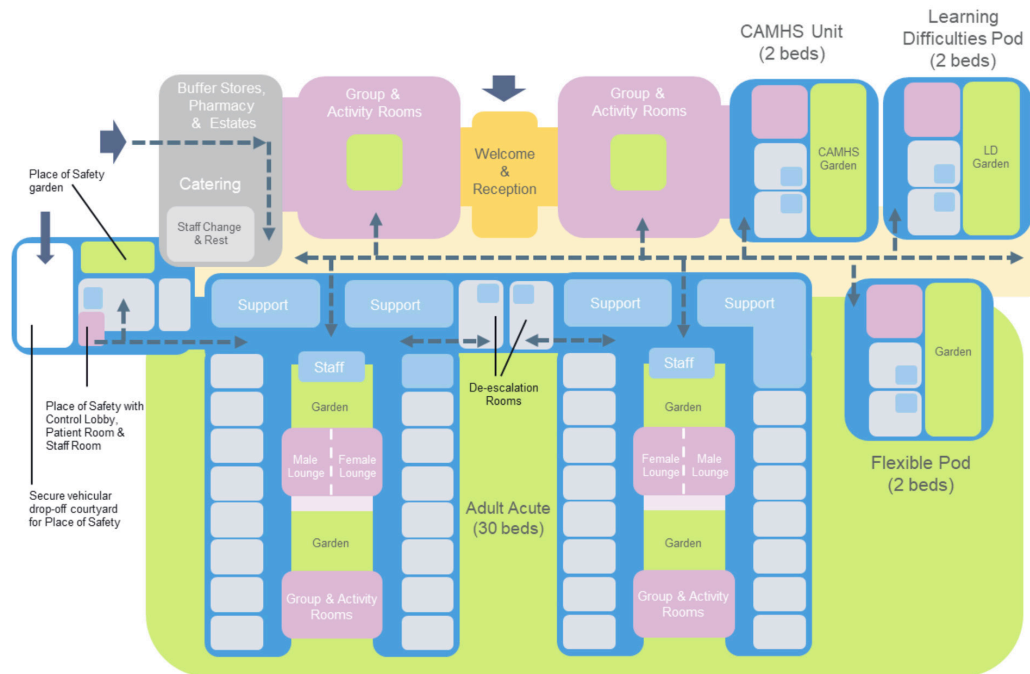 CAMHS Unit
(2 beds)
Learning
Difficulties Pod
(2 beds)
Buffer Stores,
Pharmacy
& Estates
Group &
Activity Rooms
Group &
Activity Rooms
Welcome
&
Reception
CAMHS
Garden
LD
Garden
Place of Safety
garden
Catering
Staff Change
& Rest
Support
Support
Support
Support
Staff
Staff
De-escalation
Rooms
Garden
Garden
Garden
Place of Safety with
Control Lobby,
Patient Room &
Staff Room
Male
Lounge
Female
Lounge
Female
Lounge
Male
Lounge
Flexible Pod
(2 beds)
Secure vehicular
drop-off courtyard
for Place of Safety
Adult Acute
(30 beds)
Garden
Garden
Group & Activity
Rooms
Group & Activity
Rooms